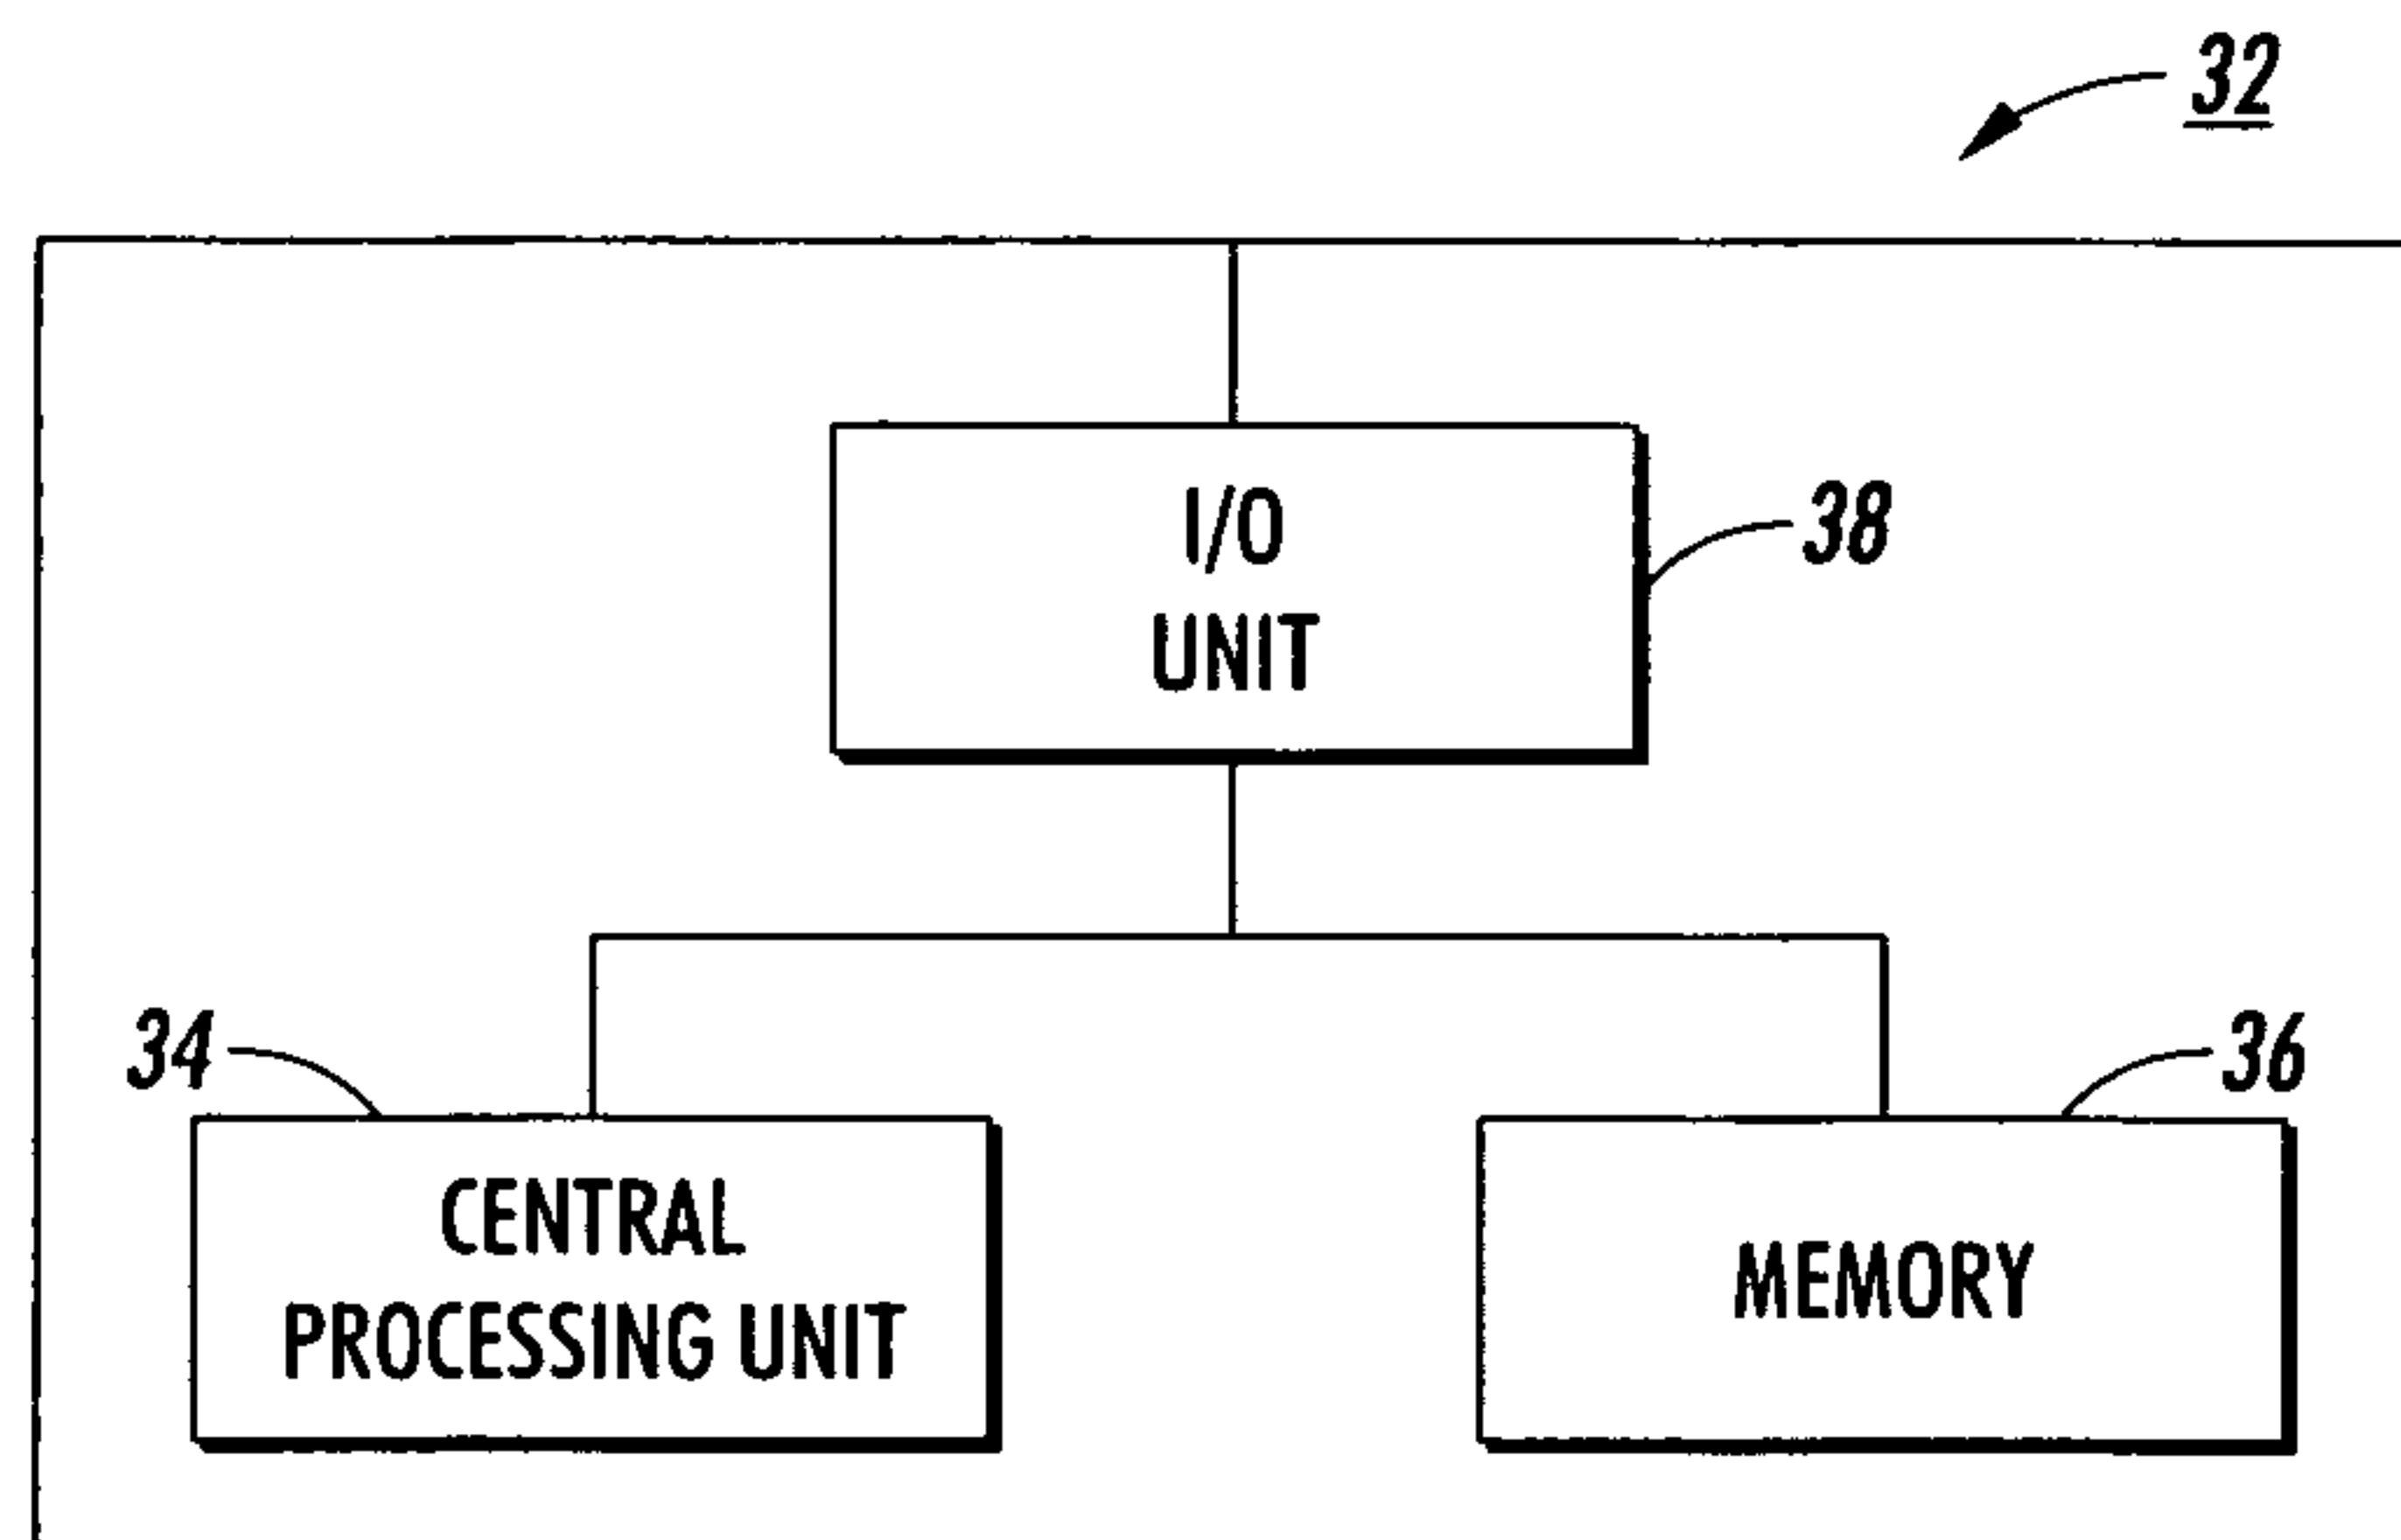 32
I/O
UNIT
38
34
36
CENTRAL
PROCESSING UNIT
MEMORY